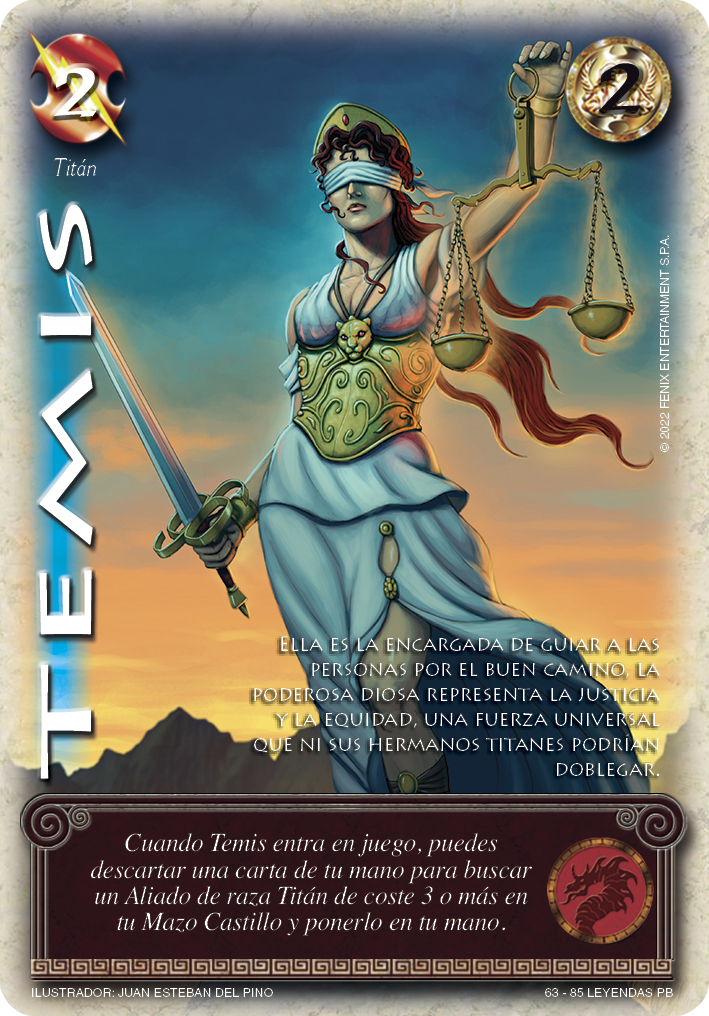 2
2
Titán
TEMIS
© 2022 FENIX ENTERTAINMENT S.P.A.
ELLA ES LA ENCARGADA DE GUIAR A LAS
PERSONAS POR EL BUEN CAMINO, LA
PODEROSA DIOSA REPRESENTA LA JUSTICIA
Y LA EQUIDAD, UNA FUERZA UNIVERSAL
QUE NI SUS HERMANOS TITANES PODRÍAN
DOBLEGAR.
Cuando Temis entra en juego, puedes
descartar una carta de tu mano para buscar
un Aliado de raza Titán de coste 3 o más en
tu Mazo Castillo y ponerlo en tu mano.
ILUSTRADOR: JUAN ESTEBAN DEL PINO
63 - 85 LEYENDAS PB